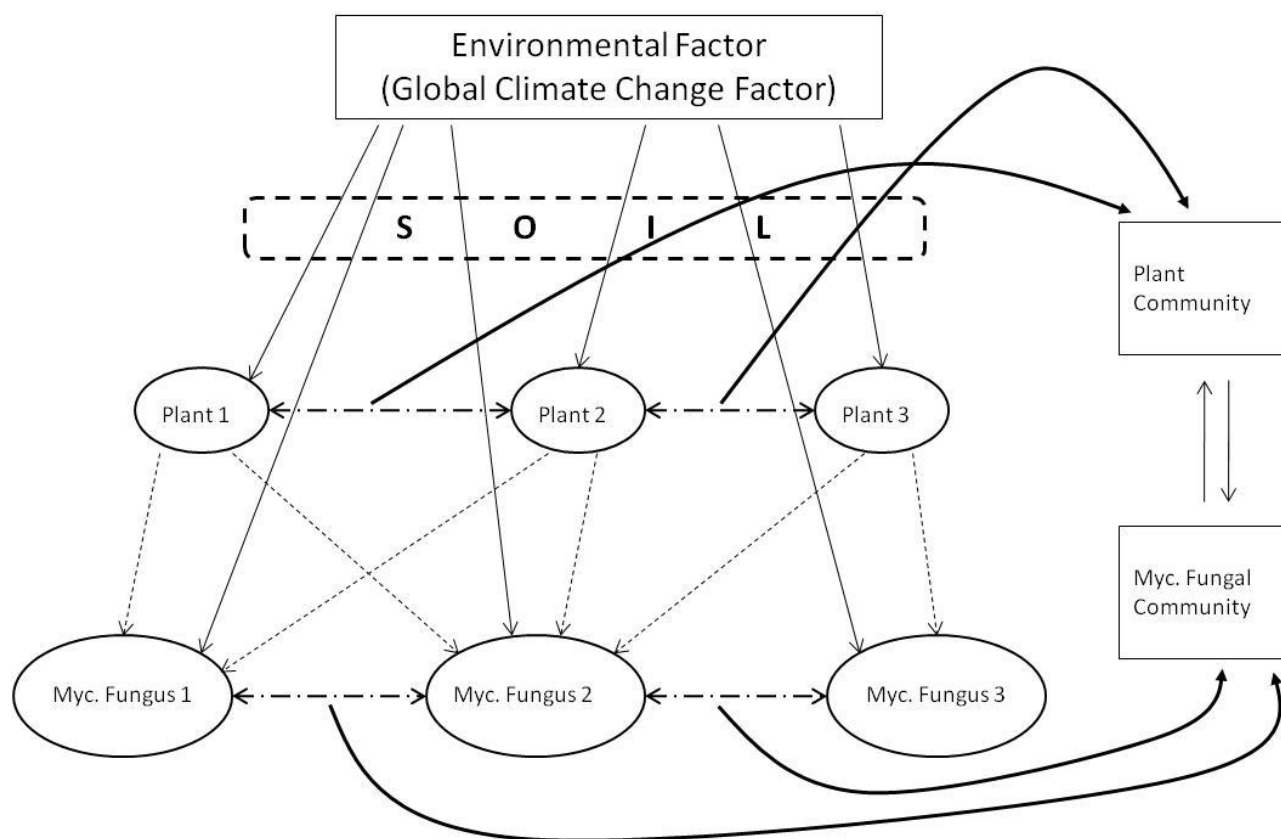 Environmental Factor
(Global Climate Change Factor)
S O I L
Plant
Community
Plant 1
Plant 2
Plant 3
Myc. Fungal
Community
Myc. Fungus 1
Myc. Fungus 2
Myc. Fungus 3